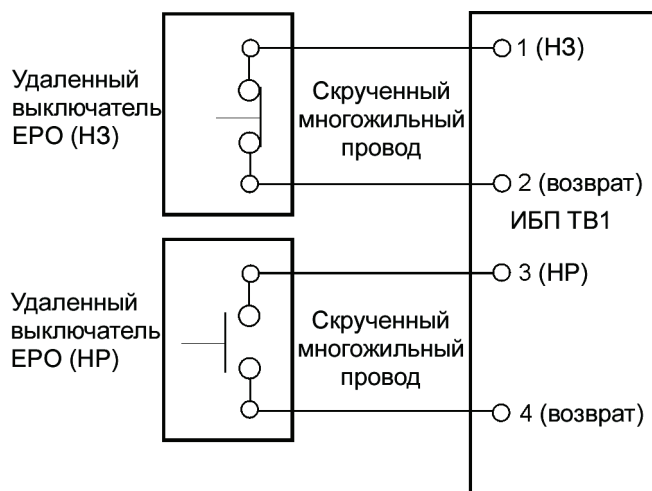 Удаленный
выключатель
EPO (НЗ)
Скрученный
многожильный
провод
1 (НЗ)
2 (возврат)
ИБП ТВ1
Удаленный
выключатель
EPO (НР)
Скрученный
многожильный
провод
3 (НР)
4 (возврат)